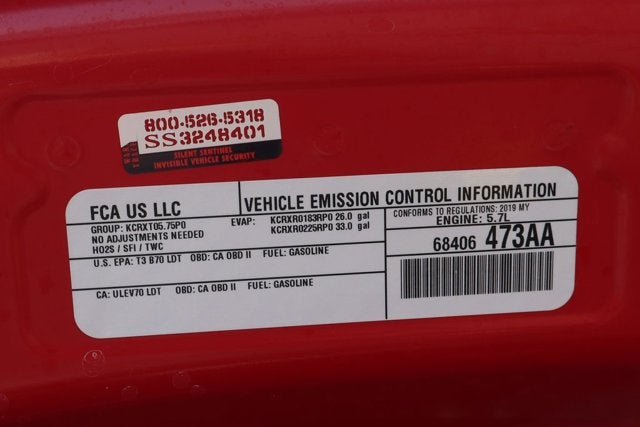 800-526-5318
SS3248401
WARNING
SILENT SENTINEL
INVISIBLE VEHICLE SECURITY
FCA US LLC
VEHICLE EMISSION CONTROL INFORMATION
GROUP: KCRXT05.75P0
NO ADJUSTMENTS NEEDED
HO2S / SFI / TWC
EVAP: KCRXR0183RP0 26.0 gal
KCRXR0225RP0 33.0 gal
CONFORMS TO REGULATIONS: 2019 MY
ENGINE: 5.7L
U.S. EPA: T3 B70 LDT OBD: CA OBD II FUEL: GASOLINE
68406 473AA
CA: ULEV70 LDT OBD: CA OBD II FUEL: GASOLINE